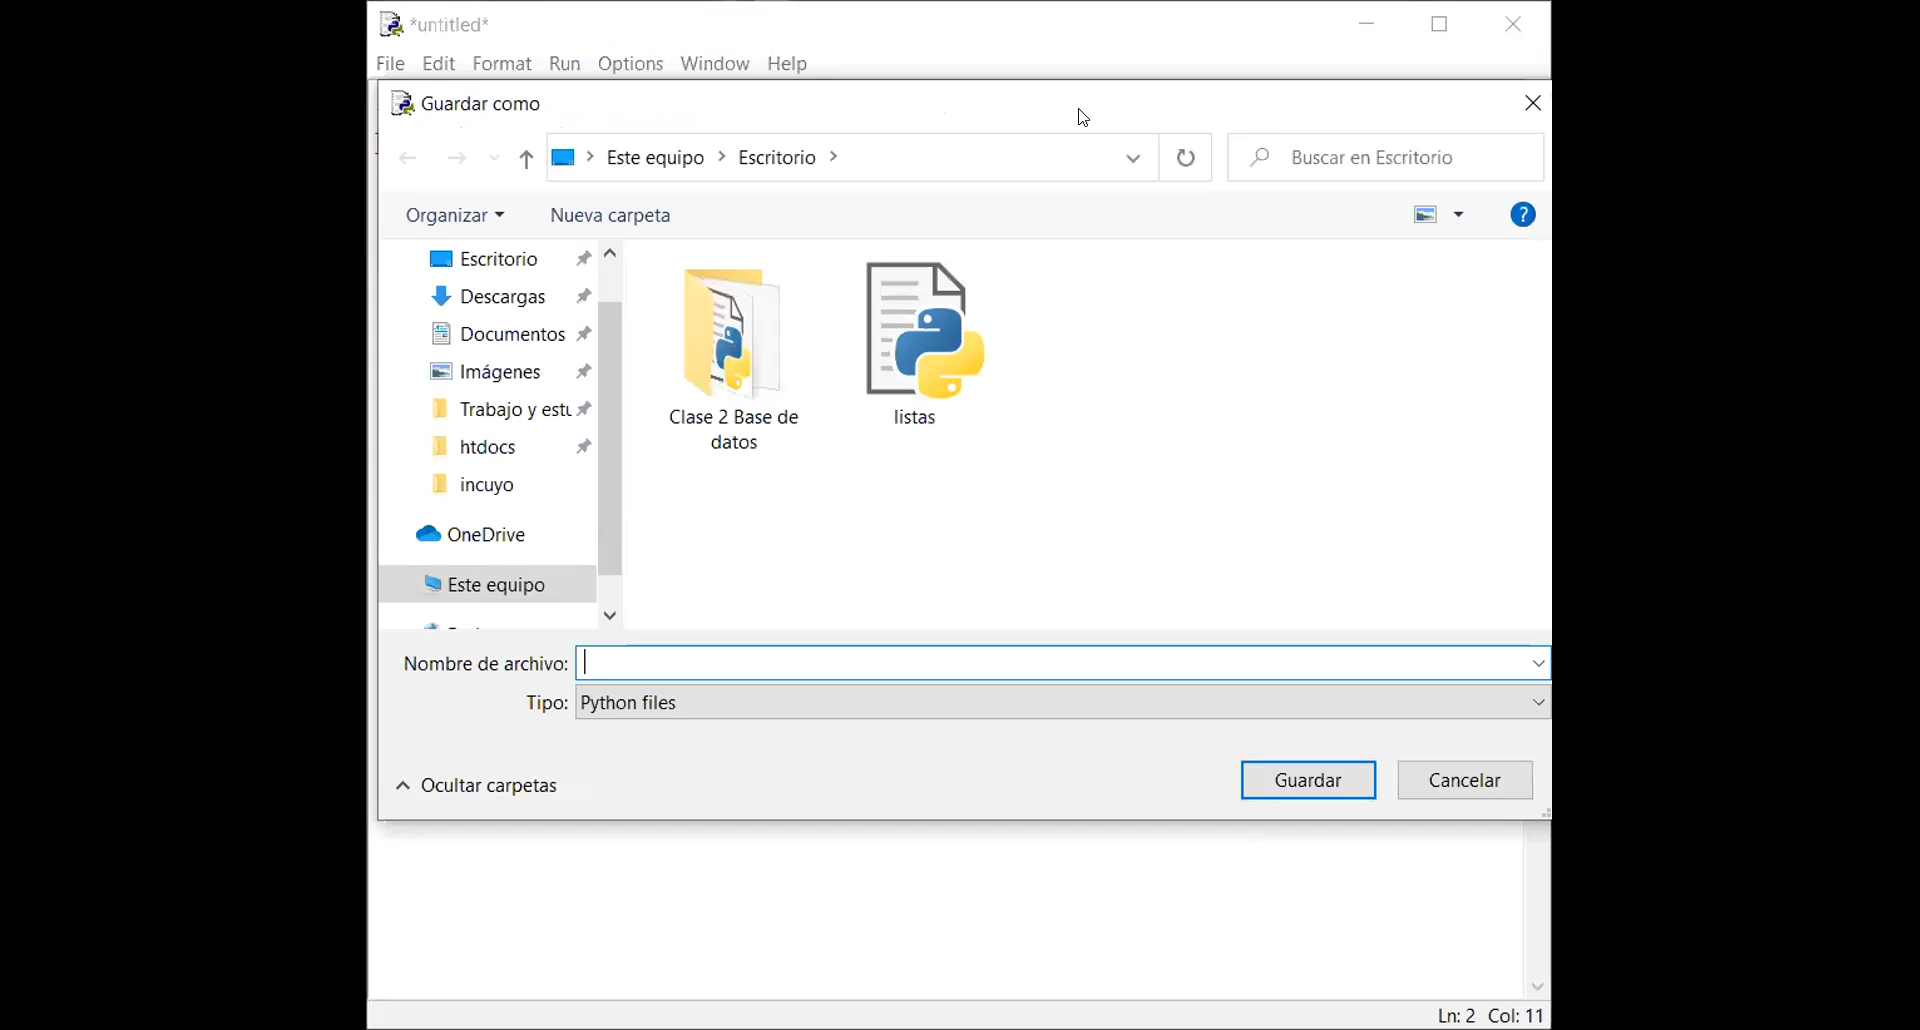 *untitled*
File Edit Format Run Options Window Help
Guardar como
Este equipo Escritorio
Buscar en Escritorio
Organizar Nueva carpeta
?
Escritorio
Descargas
Documentos
Imágenes
Trabajo y estu
htdocs
incuyo
OneDrive
Este equipo
Clase 2 Base de
datos
listas
Nombre de archivo:
Tipo: Python files
Ocultar carpetas
Guardar Cancelar
Ln: 2 Col: 11